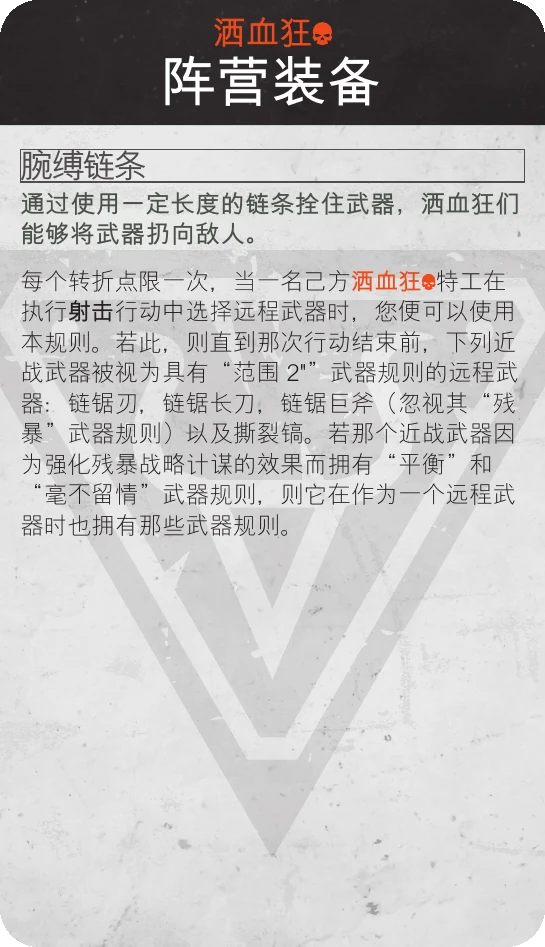 洒血狂
阵营装备
腕缚链条
通过使用一定长度的链条拴住武器，洒血狂们
能够将武器扔向敌人。
每个转折点限一次，当一名己方洒血狂特工在
执行射击行动中选择远程武器时，您便可以使用
本规则。若此，则直到那次行动结束前，下列近
战武器被视为具有“范围 2"”武器规则的远程武
器：链锯刃，链锯长刀，链锯巨斧（忽视其“残
暴”武器规则）以及撕裂镐。若那个近战武器因
为强化残暴战略计谋的效果而拥有“平衡”和
“毫不留情”武器规则，则它在作为一个远程武
器时也拥有那些武器规则。